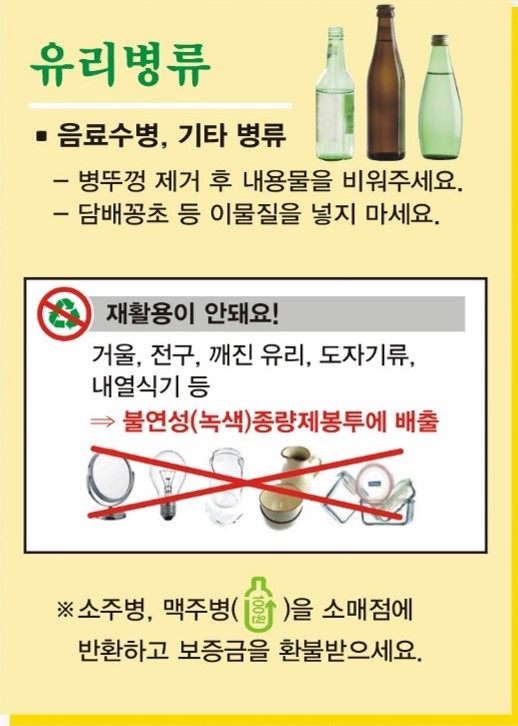 유리병류
▪ 음료수병, 기타 병류
– 병뚜껑 제거 후 내용물을 비워주세요.
– 담배꽁초 등 이물질을 넣지 마세요.
재활용이 안돼요!
거울, 전구, 깨진 유리, 도자기류,
내열식기 등
⇒ 불연성(녹색)종량제봉투에 배출
※ 소주병, 맥주병( 100원 )을 소매점에
반환하고 보증금을 환불받으세요.